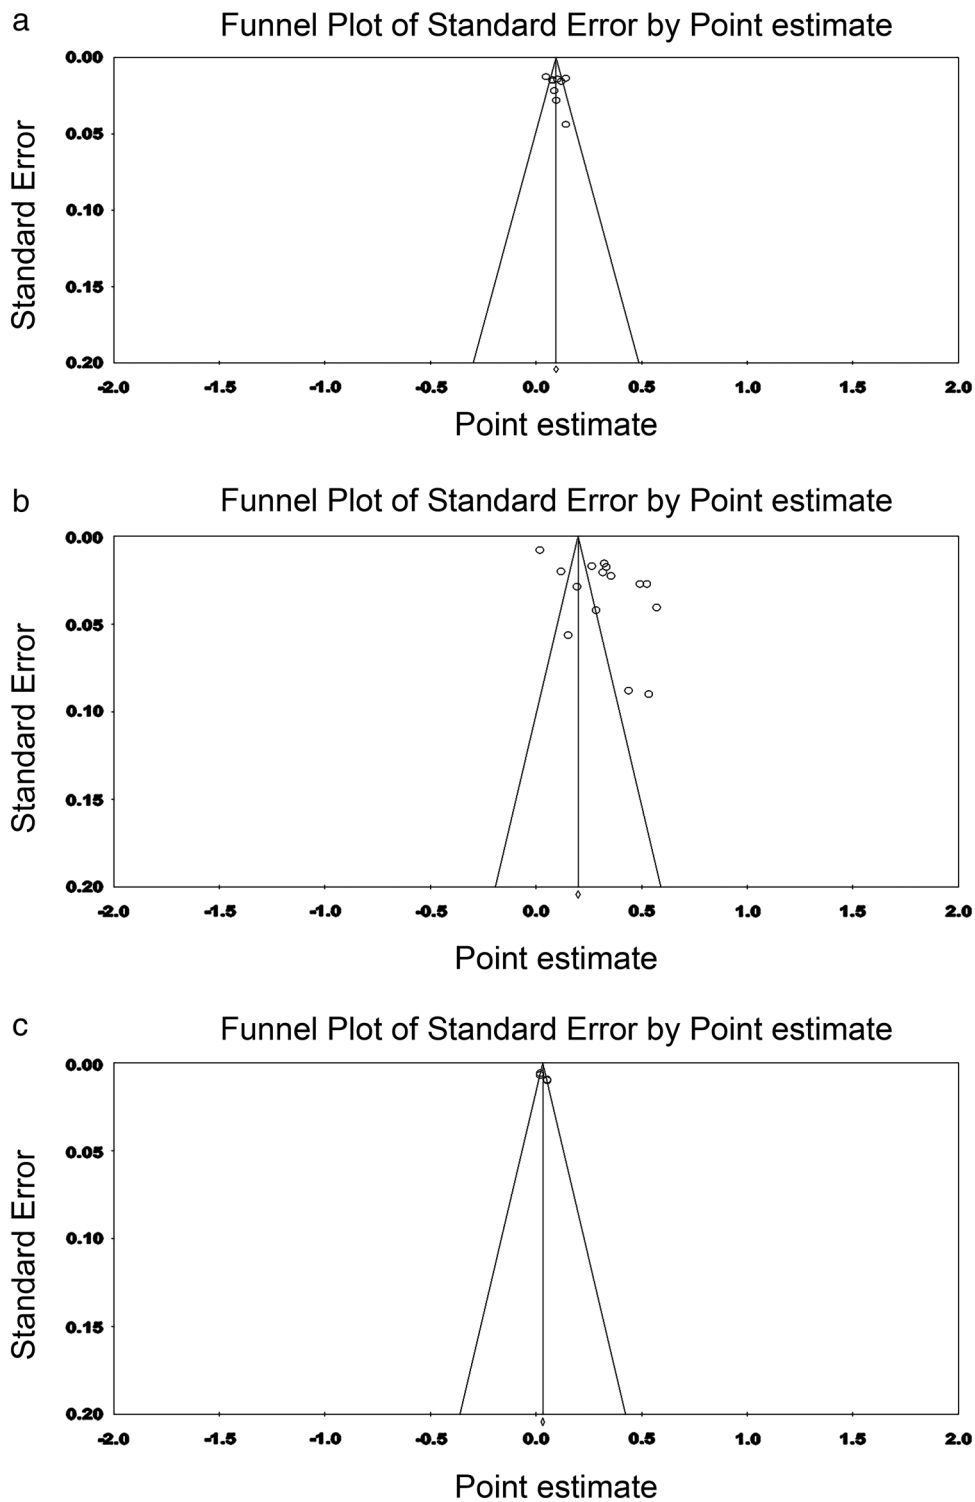 a
Funnel Plot of Standard Error by Point estimate
0.00
0.05
0.10
0.15
0.20
Standard Error
-2.0 -1.5 -1.0 -0.5 0.0 0.5 1.0 1.5 2.0
Point estimate
b
Funnel Plot of Standard Error by Point estimate
0.00
0.05
0.10
0.15
0.20
Standard Error
-2.0 -1.5 -1.0 -0.5 0.0 0.5 1.0 1.5 2.0
Point estimate
c
Funnel Plot of Standard Error by Point estimate
0.00
0.05
0.10
0.15
0.20
Standard Error
-2.0 -1.5 -1.0 -0.5 0.0 0.5 1.0 1.5 2.0
Point estimate